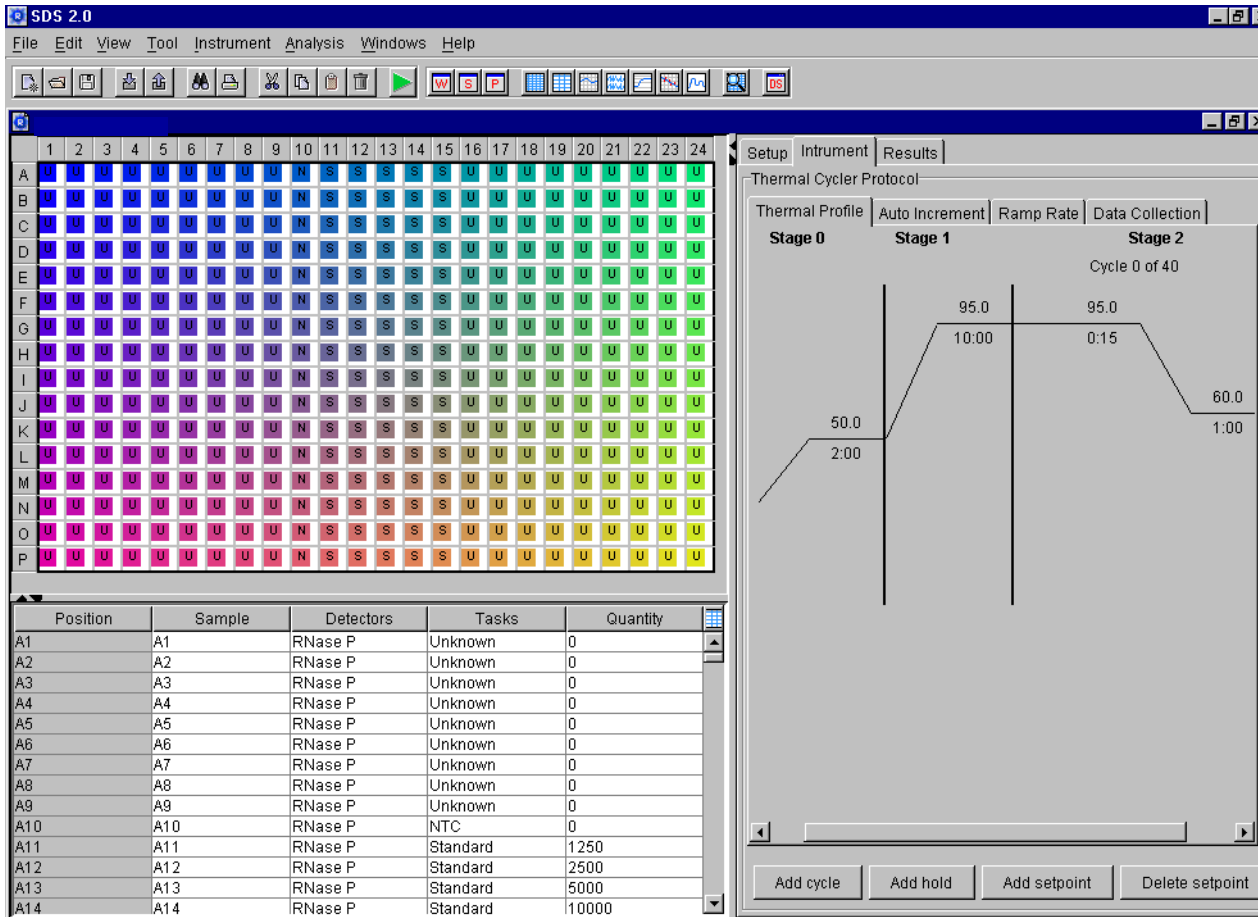 SDS 2.0
File Edit View Tool Instrument Analysis Windows Help
W S P DS
1 2 3 4 5 6 7 8 9 10 11 12 13 14 15 16 17 18 19 20 21 22 23 24
A U U U U U U U U U N S S S S S U U U U U U U U U
B U U U U U U U U U N S S S S S U U U U U U U U U
C U U U U U U U U U N S S S S S U U U U U U U U U
D U U U U U U U U U N S S S S S U U U U U U U U U
E U U U U U U U U U N S S S S S U U U U U U U U U
F U U U U U U U U U N S S S S S U U U U U U U U U
G U U U U U U U U U N S S S S S U U U U U U U U U
H U U U U U U U U U N S S S S S U U U U U U U U U
I U U U U U U U U U N S S S S S U U U U U U U U U
J U U U U U U U U U N S S S S S U U U U U U U U U
K U U U U U U U U U N S S S S S U U U U U U U U U
L U U U U U U U U U N S S S S S U U U U U U U U U
M U U U U U U U U U N S S S S S U U U U U U U U U
N U U U U U U U U U N S S S S S U U U U U U U U U
O U U U U U U U U U N S S S S S U U U U U U U U U
P U U U U U U U U U N S S S S S U U U U U U U U U
Position Sample Detectors Tasks Quantity
A1 A1 RNase P Unknown 0
A2 A2 RNase P Unknown 0
A3 A3 RNase P Unknown 0
A4 A4 RNase P Unknown 0
A5 A5 RNase P Unknown 0
A6 A6 RNase P Unknown 0
A7 A7 RNase P Unknown 0
A8 A8 RNase P Unknown 0
A9 A9 RNase P Unknown 0
A10 A10 RNase P NTC 0
A11 A11 RNase P Standard 1250
A12 A12 RNase P Standard 2500
A13 A13 RNase P Standard 5000
A14 A14 RNase P Standard 10000
Setup Intrument Results
Thermal Cycler Protocol
Thermal Profile Auto Increment Ramp Rate Data Collection
Stage 0 Stage 1 Stage 2
Cycle 0 of 40
95.0 95.0
10:00 0:15
60.0
50.0
1:00
2:00
Add cycle Add hold Add setpoint Delete setpoint